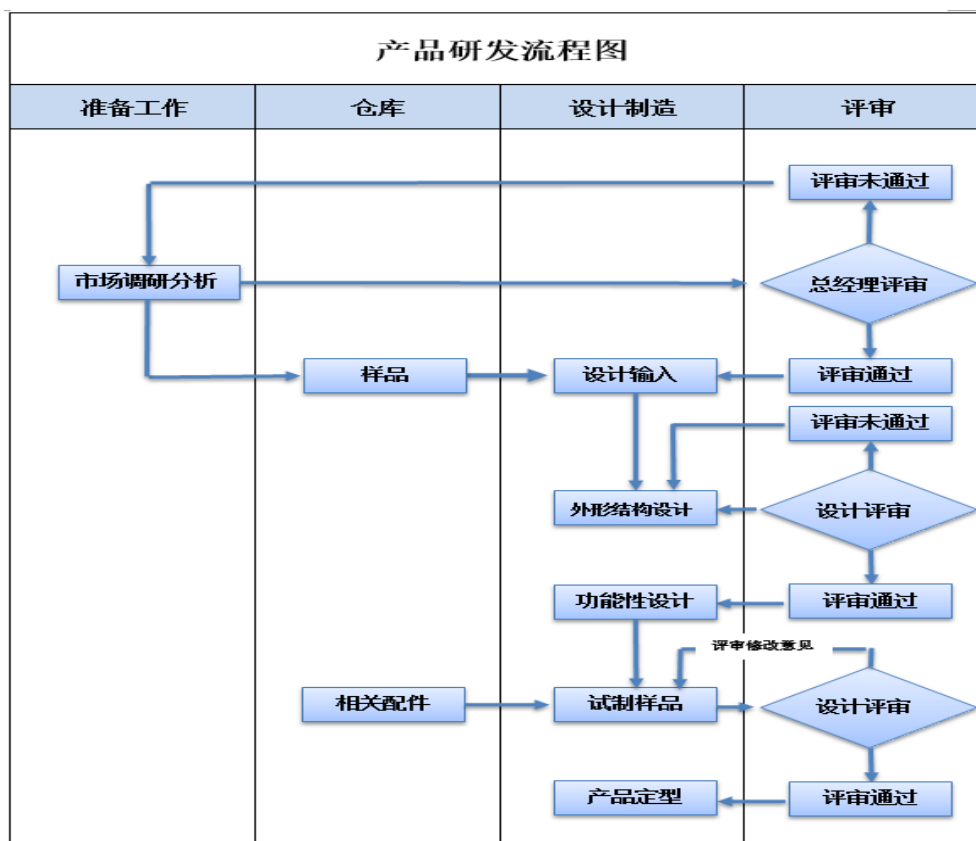 产品研发流程图
准备工作
仓库
设计制造
评审
评审未通过
市场调研分析
总经理评审
样品
设计输入
评审通过
评审未通过
外形结构设计
设计评审
功能性设计
评审通过
评审修改意见
相关配件
试制样品
设计评审
产品定型
评审通过